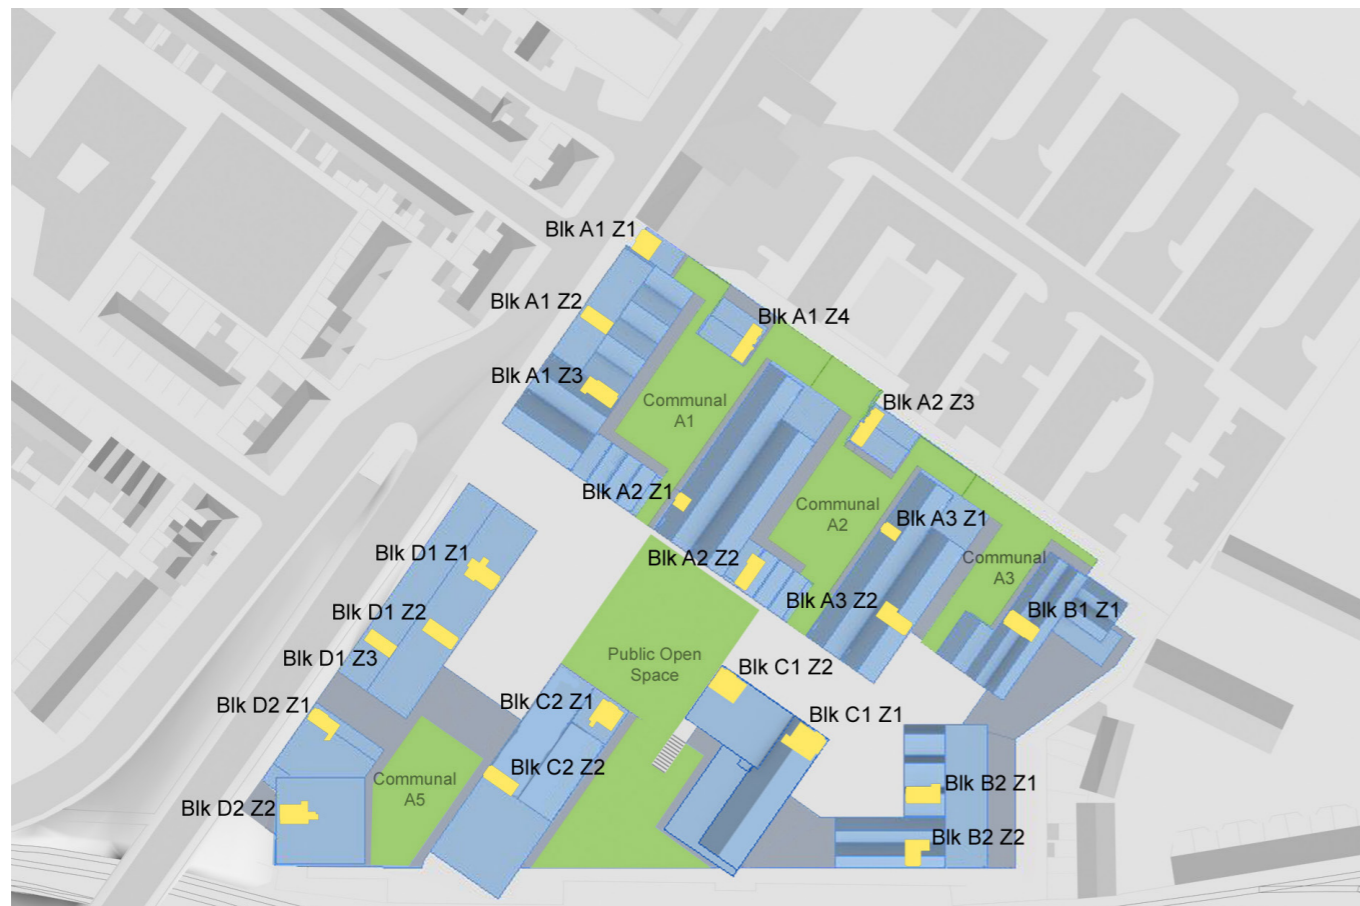 Blk A1 Z1
Blk A1 Z2
Blk A1 Z4
Blk A1 Z3
Communal
A1
Blk A2 Z3
Blk A2 Z1
Communal
A2
Blk A3 Z1
Blk D1 Z1
Blk A2 Z2
Communal
A3
Blk A3 Z2
Blk B1 Z1
Blk D1 Z2
Blk D1 Z3
Public Open
Space
Blk C1 Z2
Blk D2 Z1
Blk C2 Z1
Blk C1 Z1
Blk C2 Z2
Communal
A5
Blk B2 Z1
Blk D2 Z2
Blk B2 Z2